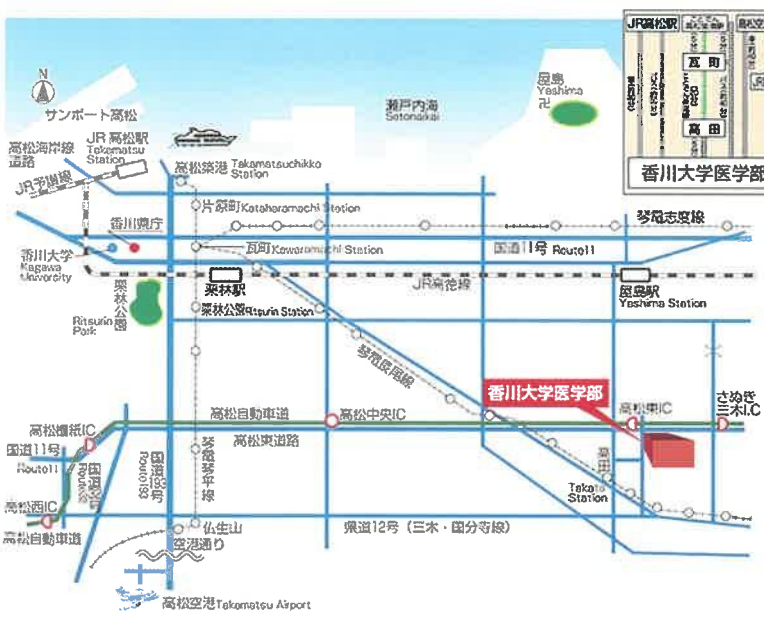 JR高松駅
瓦町
高田
香川大学医学部
N
サンポート高松
JR 高松駅
Takamatsu
Station
高松海岸線
道路
JR予讃線
瀬戸内海
Setonaikai
屋島
Yashima
高松築港 Takamatsuchikko
Station
片原町 Kataharamachi Station
琴電志度線
香川県庁
香川大学
Kagawa
University
瓦町 Kawaramachi Station
国道11号 Route11
栗林駅
JR高徳線
屋島駅
Yashima Station
栗林公園
Ritsurin
Park
栗林公園 Ritsurin Station
琴電長尾線
香川大学医学部
さぬき
三木I.C
高松自動車道
高松中央IC
高松東IC
高松檀紙IC
高松東道路
国道11号
Route11
国道32号
Route32
国道193号
Route193
琴電琴平線
高田
Takata
Station
高松西IC
高松自動車道
仏生山
空港通り
県道12号（三木・国分寺線）
高松空港 Takamatsu Airport